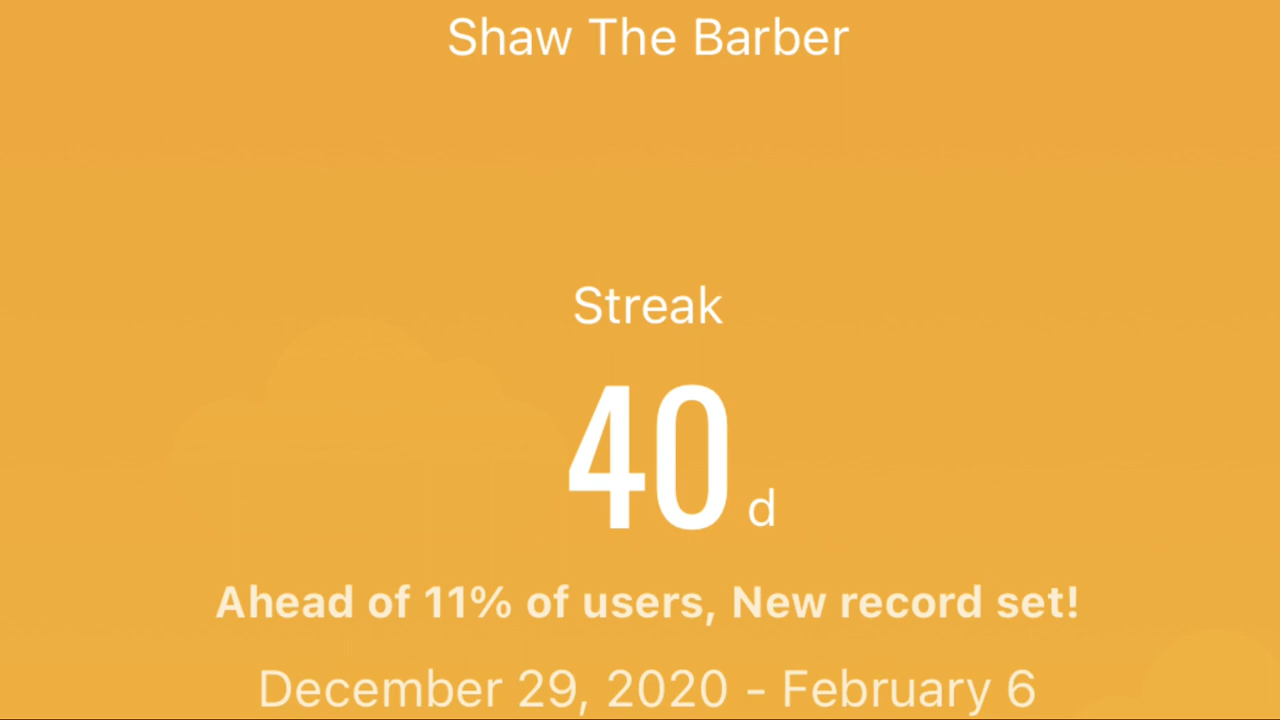 Shaw The Barber
Streak
40 d
Ahead of 11% of users, New record set!
December 29, 2020 - February 6